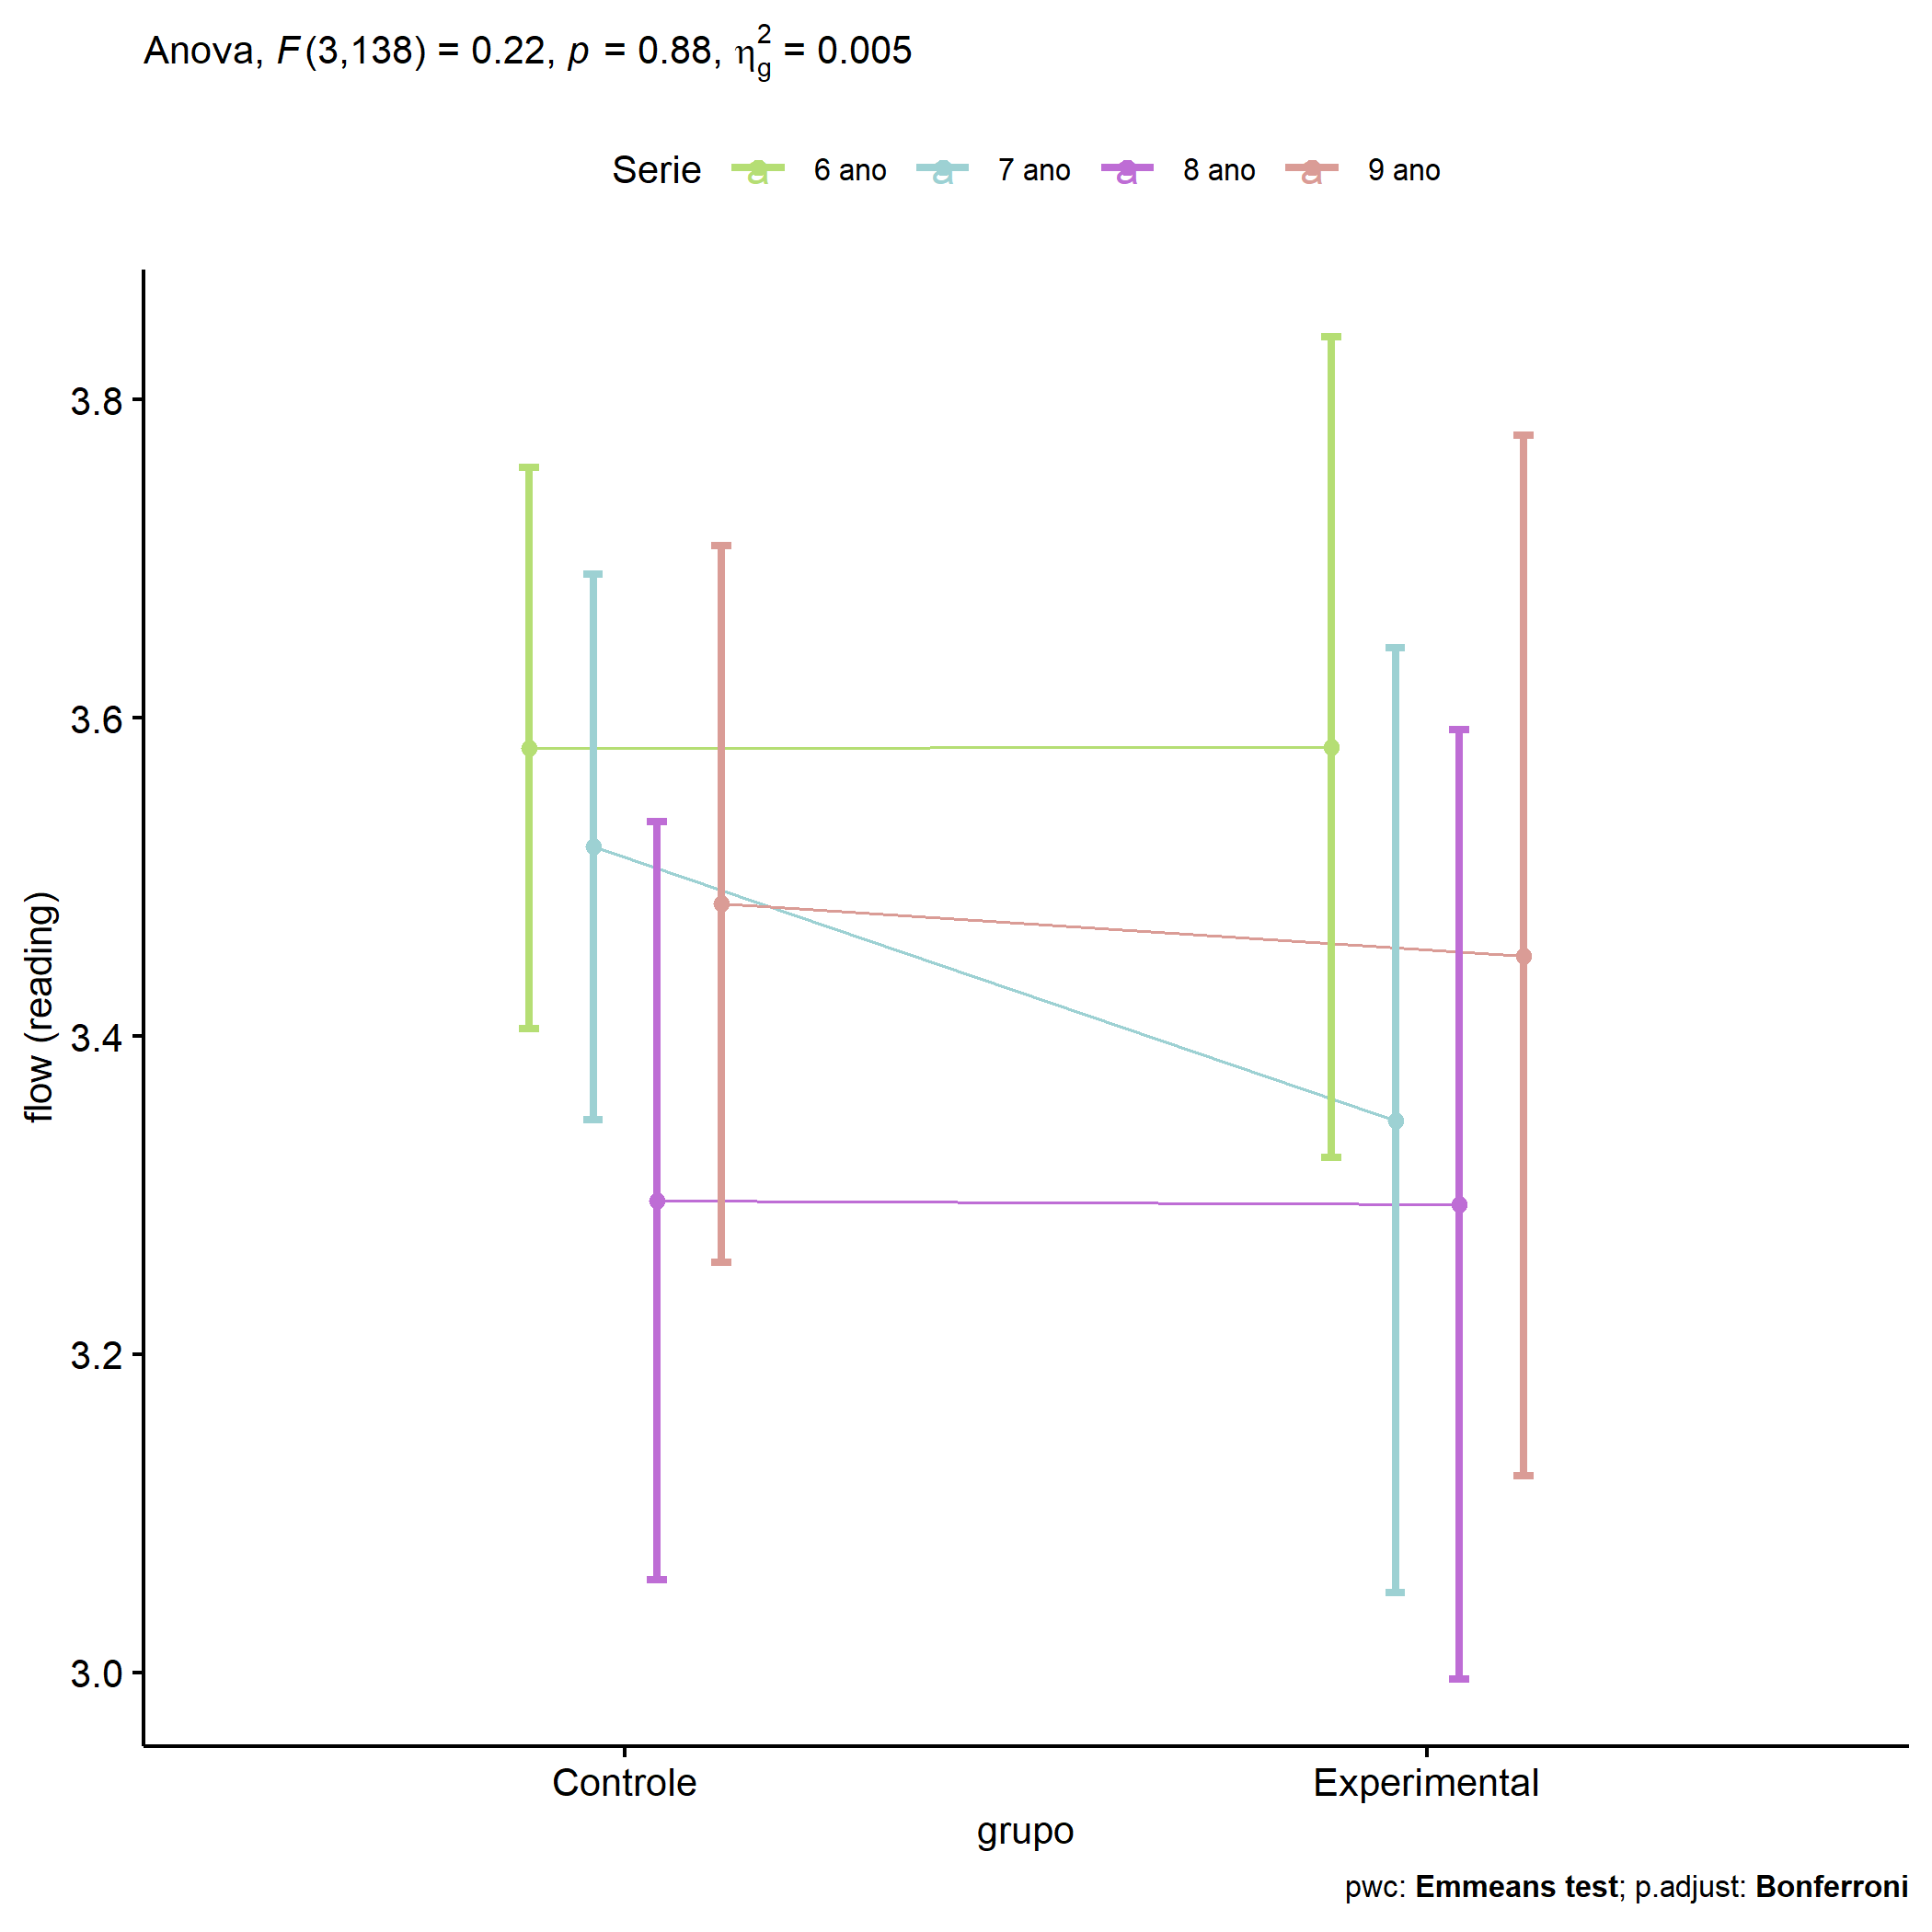 Anova, F(3,138) = 0.22, p = 0.88, η²g = 0.005
Serie a 6 ano a 7 ano a 8 ano a 9 ano
3.8
3.6
3.4
3.2
3.0
flow (reading)
Controle Experimental
grupo
pwc: Emmeans test; p.adjust: Bonferroni